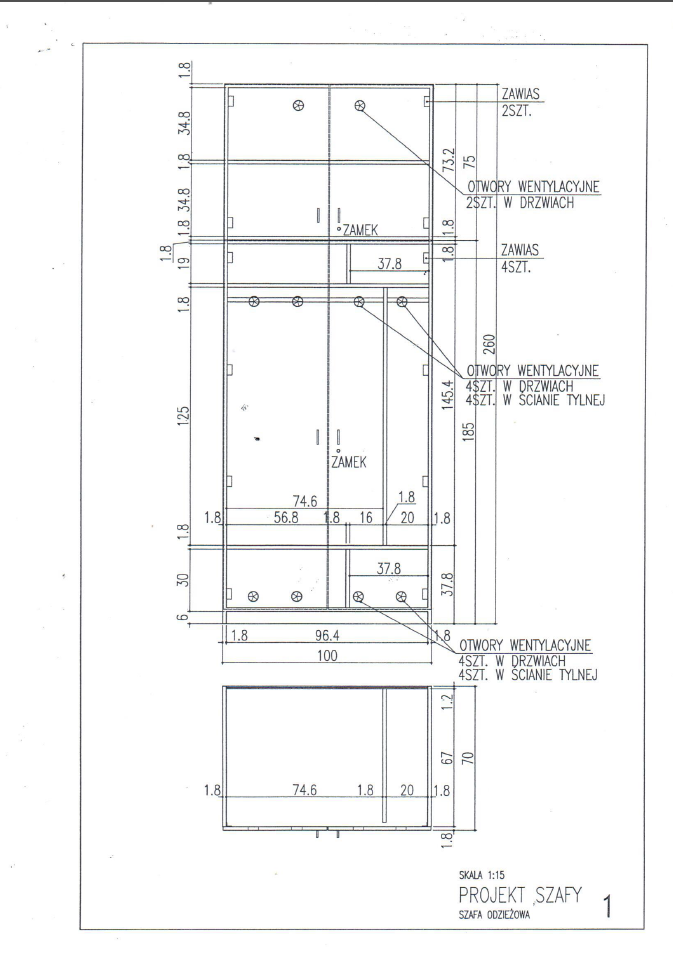 1.8
34.8
1.8
34.8
1.8
1.8
19
1.8
125
1.8
30
6
ZAWIAS
2SZT.
73.2
75
OTWORY WENTYLACYJNE
2SZT. W DRZWIACH
ZAMEK
1.8
1.8
37.8
ZAWIAS
4SZT.
260
OTWORY WENTYLACYJNE
4SZT. W DRZWIACH
4SZT. W ŚCIANIE TYLNEJ
145.4
185
ZAMEK
74.6
1.8
1.8
56.8
1.8
16
20
1.8
37.8
37.8
1.8
96.4
1.8
100
OTWORY WENTYLACYJNE
4SZT. W DRZWIACH
4SZT. W ŚCIANIE TYLNEJ
1.2
67
70
1.8
74.6
1.8
20
1.8
1.8
SKALA 1:15
PROJEKT SZAFY
SZAFA ODZIEŻOWA
1